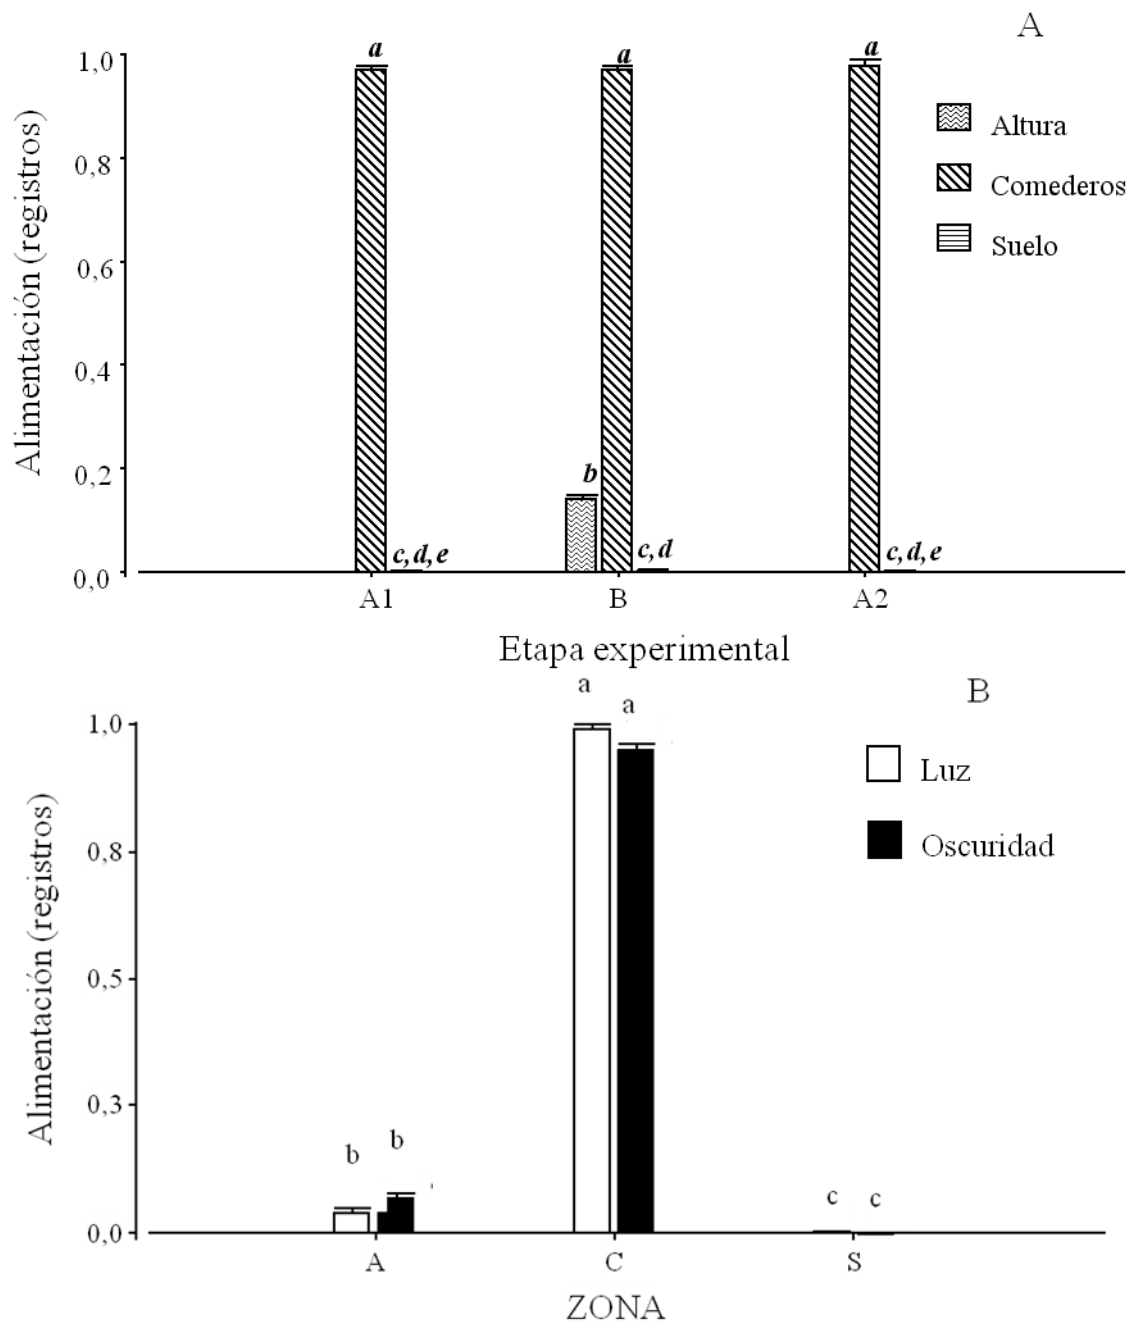 A
1,0
0,8
0,6
0,4
0,2
0,0
Alimentación (registros)
a
a
a
b
c,d,e
c,d
c,d,e
Altura
Comederos
Suelo
A1 B A2
Etapa experimental
B
1,0
0.8
0,5
0.3
0,0
Alimentación (registros)
a
a
b
b
c
c
Luz
Oscuridad
A C S
ZONA